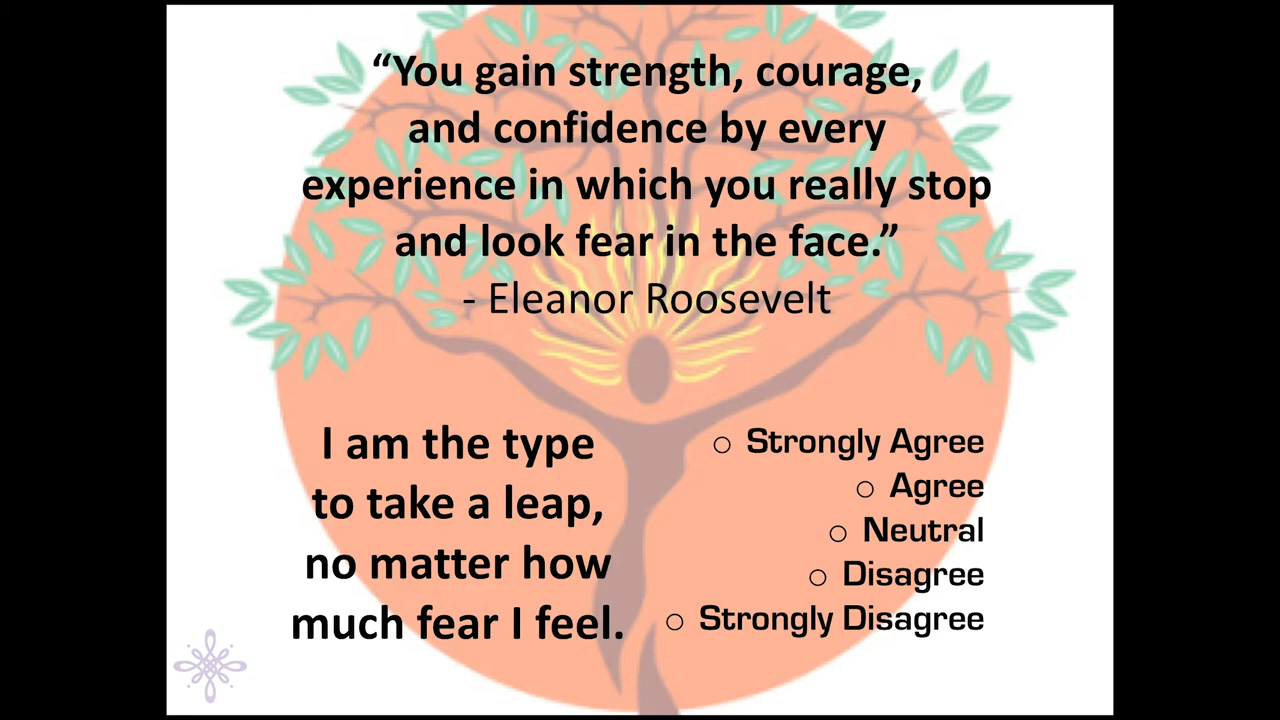 “You gain strength, courage,
and confidence by every
experience in which you really stop
and look fear in the face.”
- Eleanor Roosevelt
I am the type
to take a leap,
no matter how
much fear I feel.
○ Strongly Agree
○ Agree
○ Neutral
○ Disagree
○ Strongly Disagree